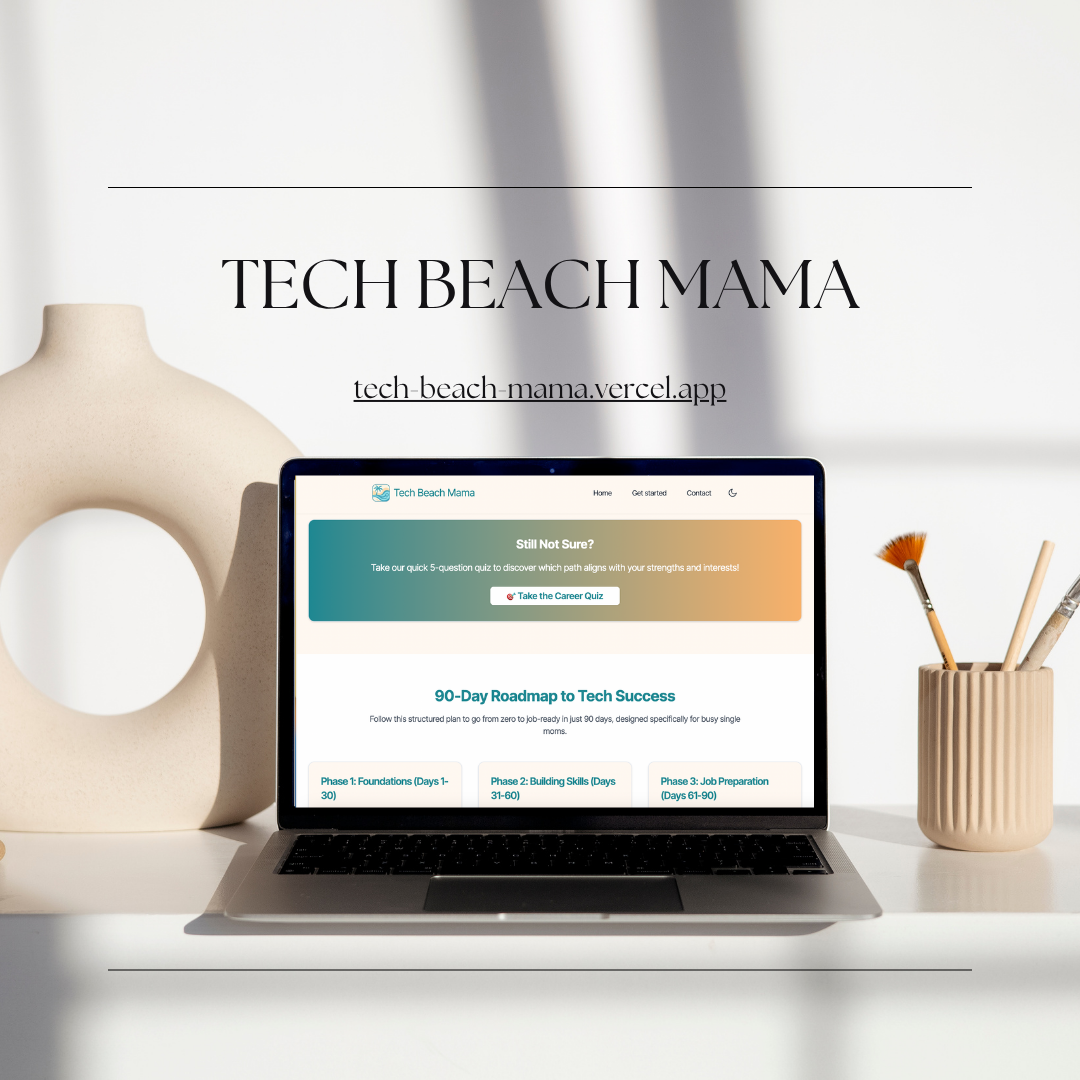 TECH BEACH MAMA
tech-beach-mama.vercel.app
Tech Beach Mama
Home Get started Contact
Still Not Sure?
Take our quick 5-question quiz to discover which path aligns with your strengths and interests!
🎯 Take the Career Quiz
90-Day Roadmap to Tech Success
Follow this structured plan to go from zero to job-ready in just 90 days, designed specifically for busy single
moms.
Phase 1: Foundations (Days 1-
30)
Phase 2: Building Skills (Days
31-60)
Phase 3: Job Preparation
(Days 61-90)